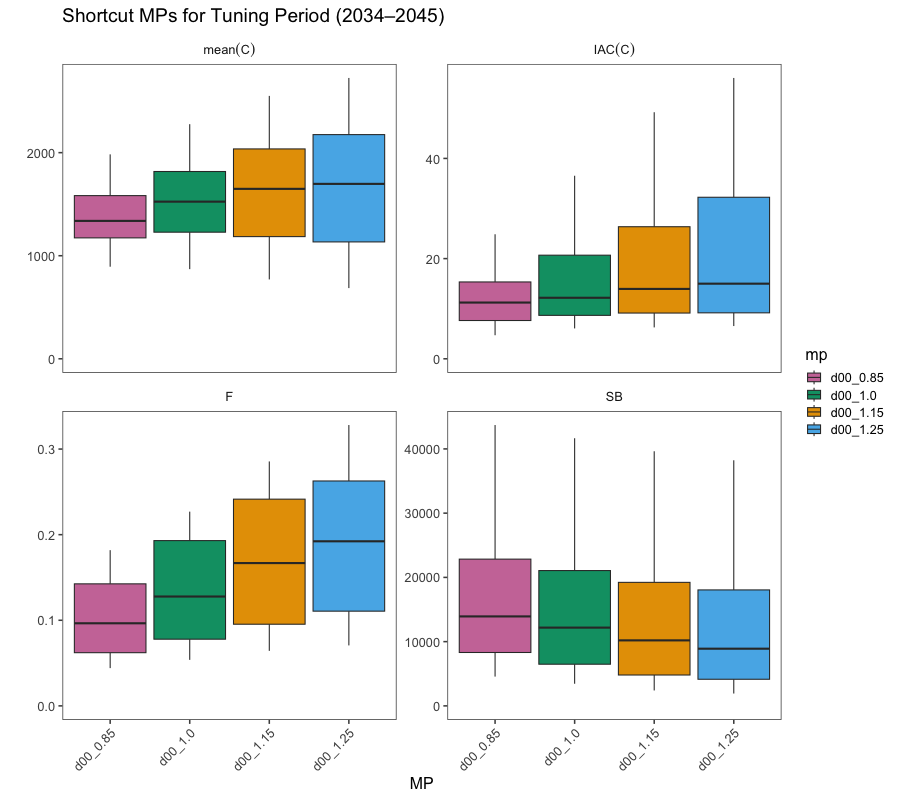 Shortcut MPs for Tuning Period (2034–2045)
mean(C)
IAC(C)
2000
1000
0
40
20
0
F
SB
0.3
0.2
0.1
0.0
40000
30000
20000
10000
0
d00_0.85
d00_1.0
d00_1.15
d00_1.25
d00_0.85
d00_1.0
d00_1.15
d00_1.25
MP
mp
d00_0.85
d00_1.0
d00_1.15
d00_1.25